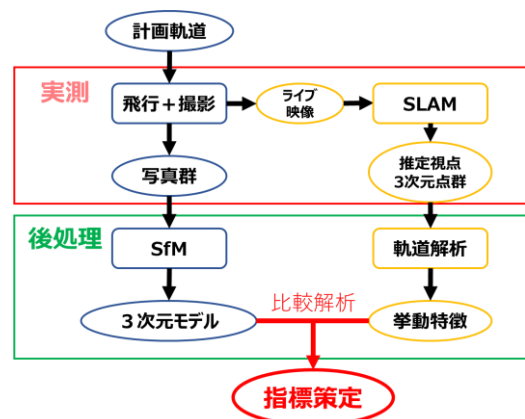 計画軌道
実測
飛行＋撮影
ライブ
映像
SLAM
写真群
推定視点
3次元点群
後処理
SfM
軌道解析
比較解析
３次元モデル
挙動特徴
指標策定